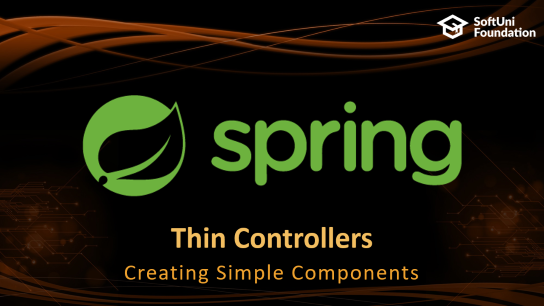 SoftUni
Foundation
spring
Thin Controllers
Creating Simple Components